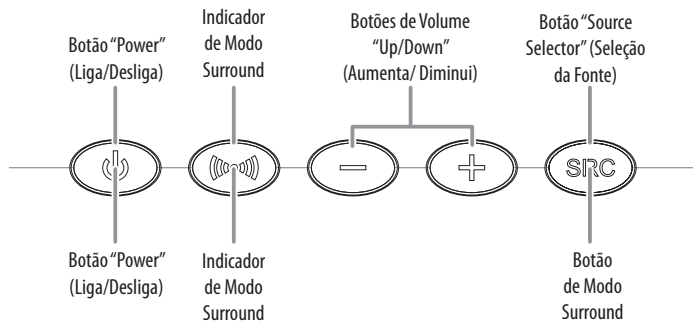 Botão “Power”
(Liga/Desliga)
Indicador
de Modo
Surround
Botões de Volume
“Up/Down”
(Aumenta/ Diminui)
Botão “Source
Selector” (Seleção
da Fonte)
SRC
Botão “Power”
(Liga/Desliga)
Indicador
de Modo
Surround
Botão
de Modo
Surround